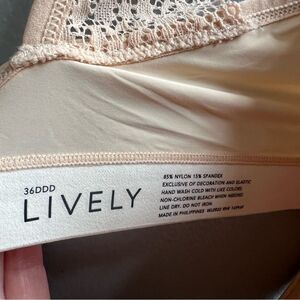 36DDD
LIVELY
85% NYLON 15% SPANDEX
EXCLUSIVE OF DECORATION AND ELASTIC
HAND WASH COLD WITH LIKE COLORS.
NON-CHLORINE BLEACH WHEN NEEDED.
LINE DRY. DO NOT IRON.
MADE IN PHILIPPINES